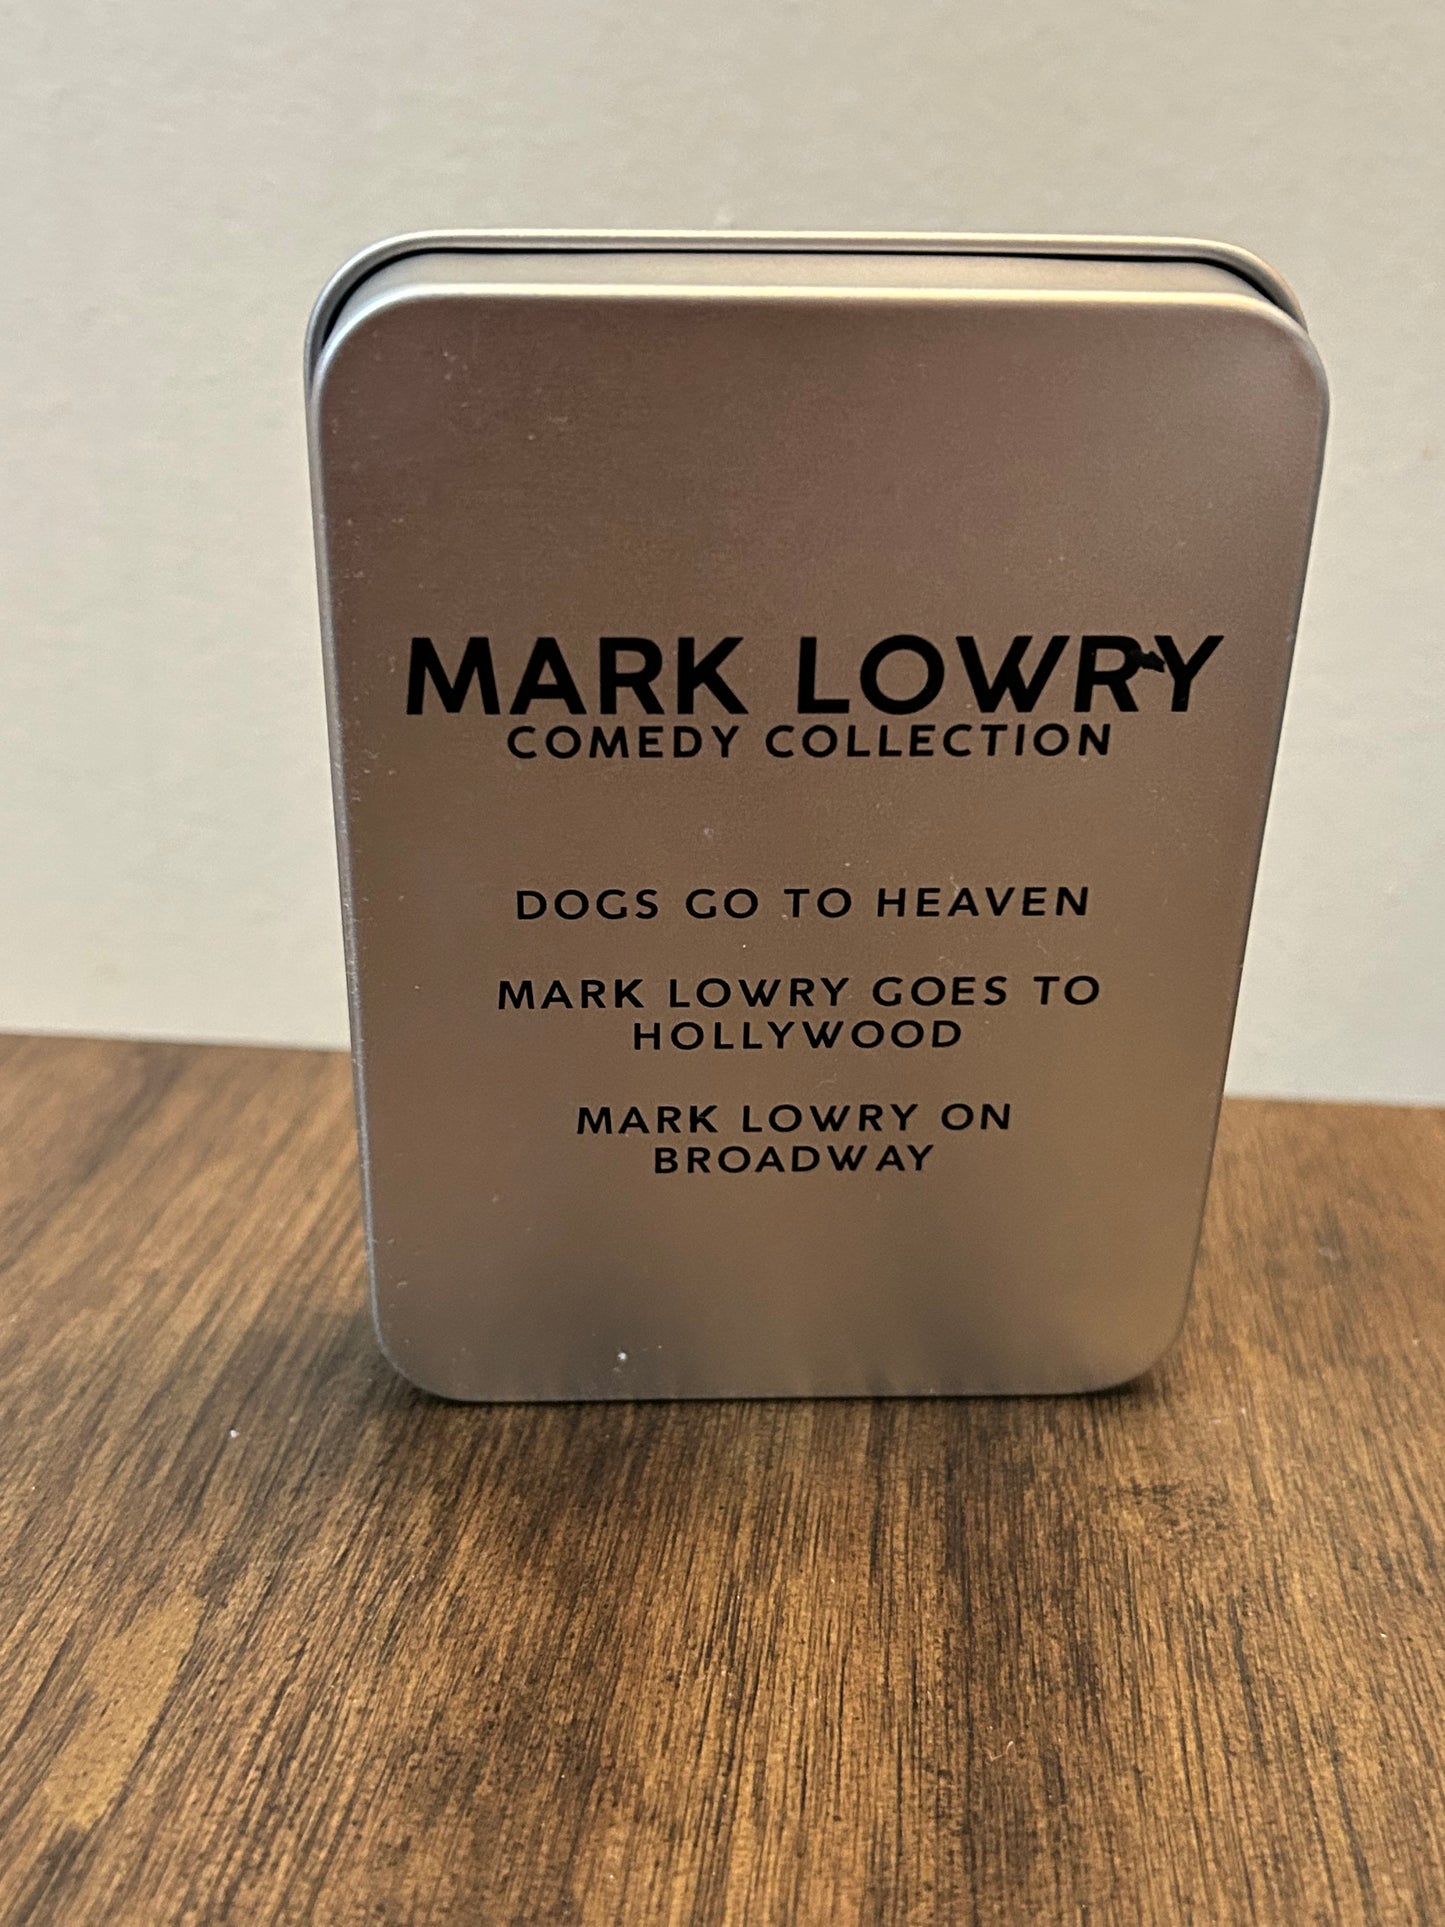 MARK LOWRY
COMEDY COLLECTION
DOGS GO TO HEAVEN
MARK LOWRY GOES TO
HOLLYWOOD
MARK LOWRY ON
BROADWAY